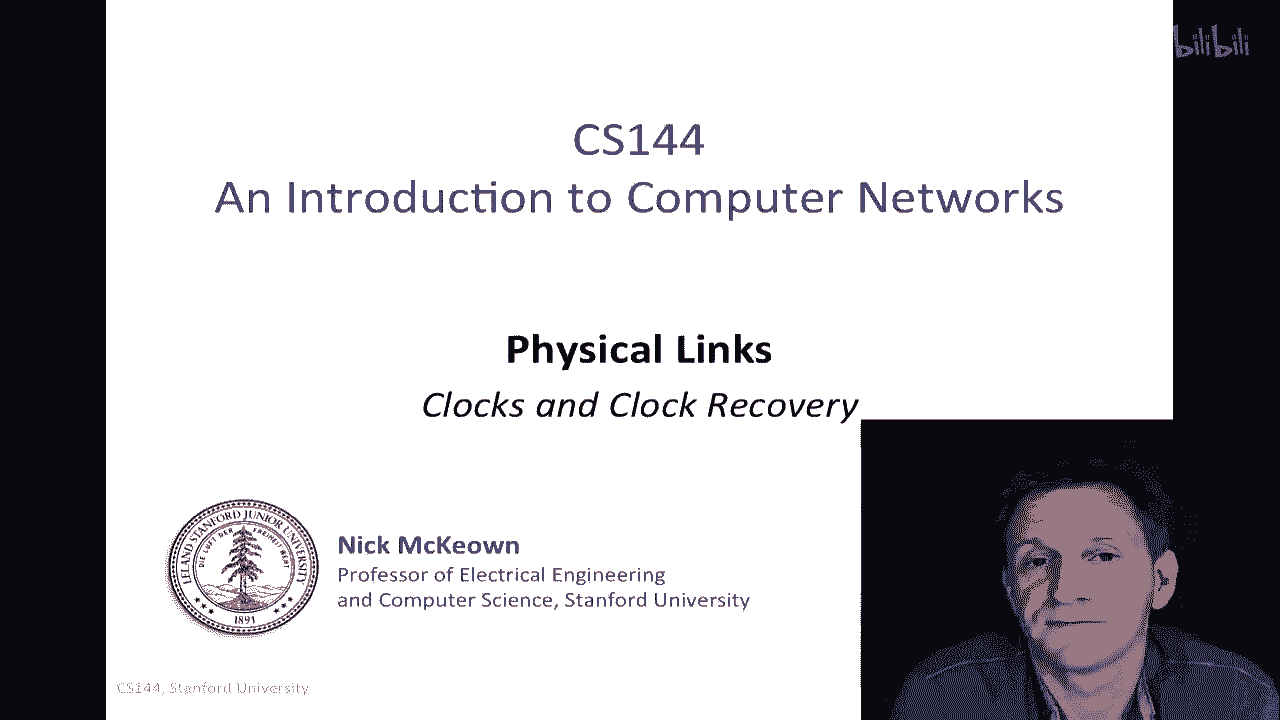 bilibili
CS144
An Introduction to Computer Networks
Physical Links
Clocks and Clock Recovery
LELAND STANFORD JUNIOR UNIVERSITY
DIE LUFT DER FREIHEIT WEHT
1891
Nick McKeown
Professor of Electrical Engineering
and Computer Science, Stanford University
CS144, Stanford University